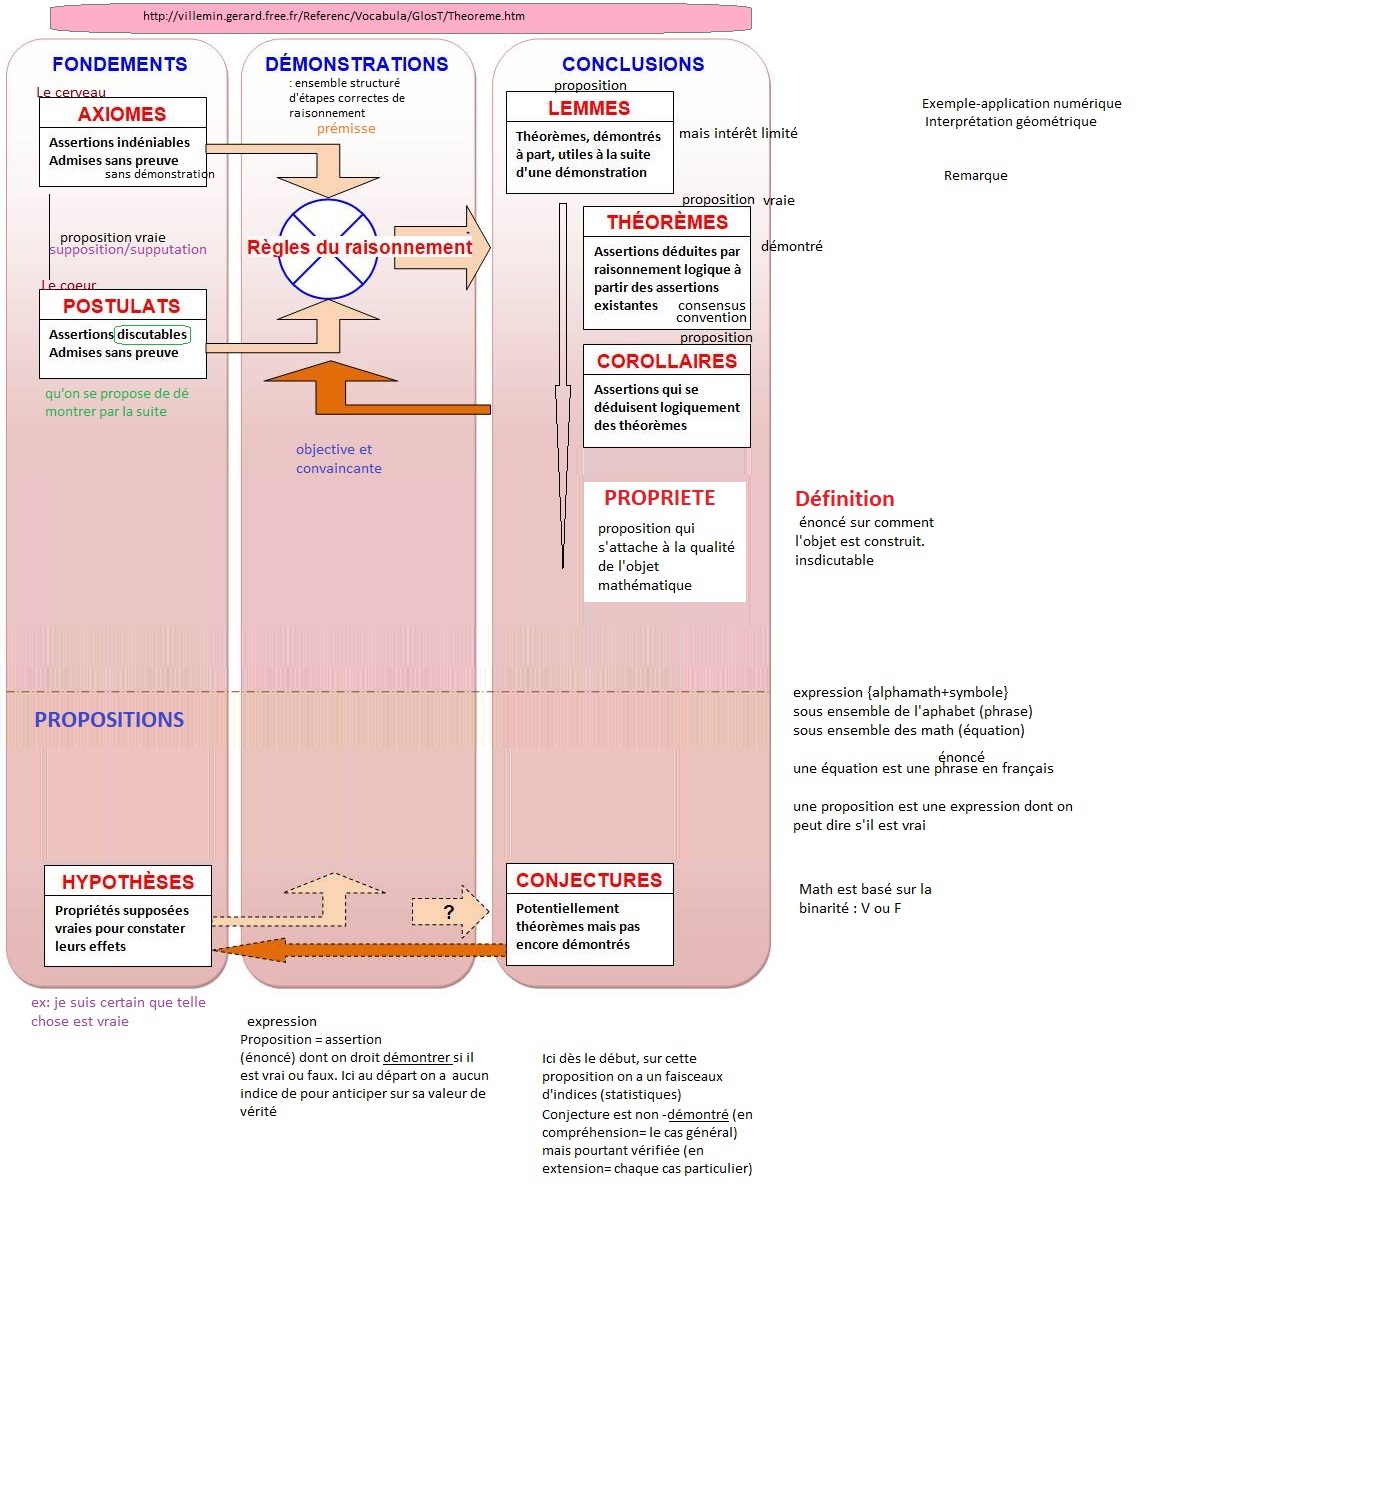 http://villemin.gerard.free.fr/Referenc/Vocabula/GlosT/Theoreme.htm
FONDEMENTS
Le cerveau
AXIOMES
Assertions indéniables
Admises sans preuve
sans démonstration
proposition vraie
supposition/supputation
Le coeur
POSTULATS
Assertions discutables
Admises sans preuve
qu'on se propose de dé
montrer par la suite
DÉMONSTRATIONS
: ensemble structuré
d'étapes correctes de
raisonnement
prémisse
Règles du raisonnement
objective et
convaincante
CONCLUSIONS
proposition
LEMMES
Théorèmes, démontrés
à part, utiles à la suite
d'une démonstration
mais intérêt limité
proposition vraie
THÉORÈMES
démontré
Assertions déduites par
raisonnement logique à
partir des assertions
existantes
consensus
convention
proposition
COROLLAIRES
Assertions qui se
déduisent logiquement
des théorèmes
PROPRIETE
proposition qui
s'attache à la qualité
de l'objet
mathématique
Exemple-application numérique
Interprétation géométrique
Remarque
Définition
énoncé sur comment
l'objet est construit.
insdicutable
PROPOSITIONS
expression {alphamath+symbole}
sous ensemble de l'aphabet (phrase)
sous ensemble des math (équation)
énoncé
une équation est une phrase en français
une proposition est une expression dont on
peut dire s'il est vrai
HYPOTHÈSES
Propriétés supposées
vraies pour constater
leurs effets
?
CONJECTURES
Potentiellement
théorèmes mais pas
encore démontrés
Math est basé sur la
binarité : V ou F
ex: je suis certain que telle
chose est vraie
expression
Proposition = assertion
(énoncé) dont on droit démontrer si il
est vrai ou faux. Ici au départ on a aucun
indice de pour anticiper sur sa valeur de
vérité
Ici dès le début, sur cette
proposition on a un faisceaux
d'indices (statistiques)
Conjecture est non -démontré (en
compréhension= le cas général)
mais pourtant vérifiée (en
extension= chaque cas particulier)